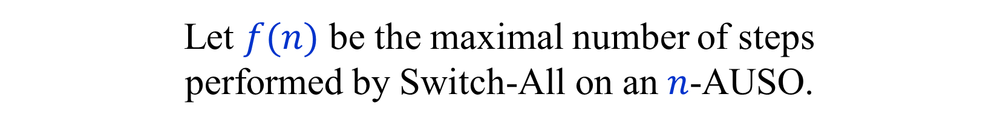 Let f(n) be the maximal number of steps
performed by Switch-All on an n-AUSO.